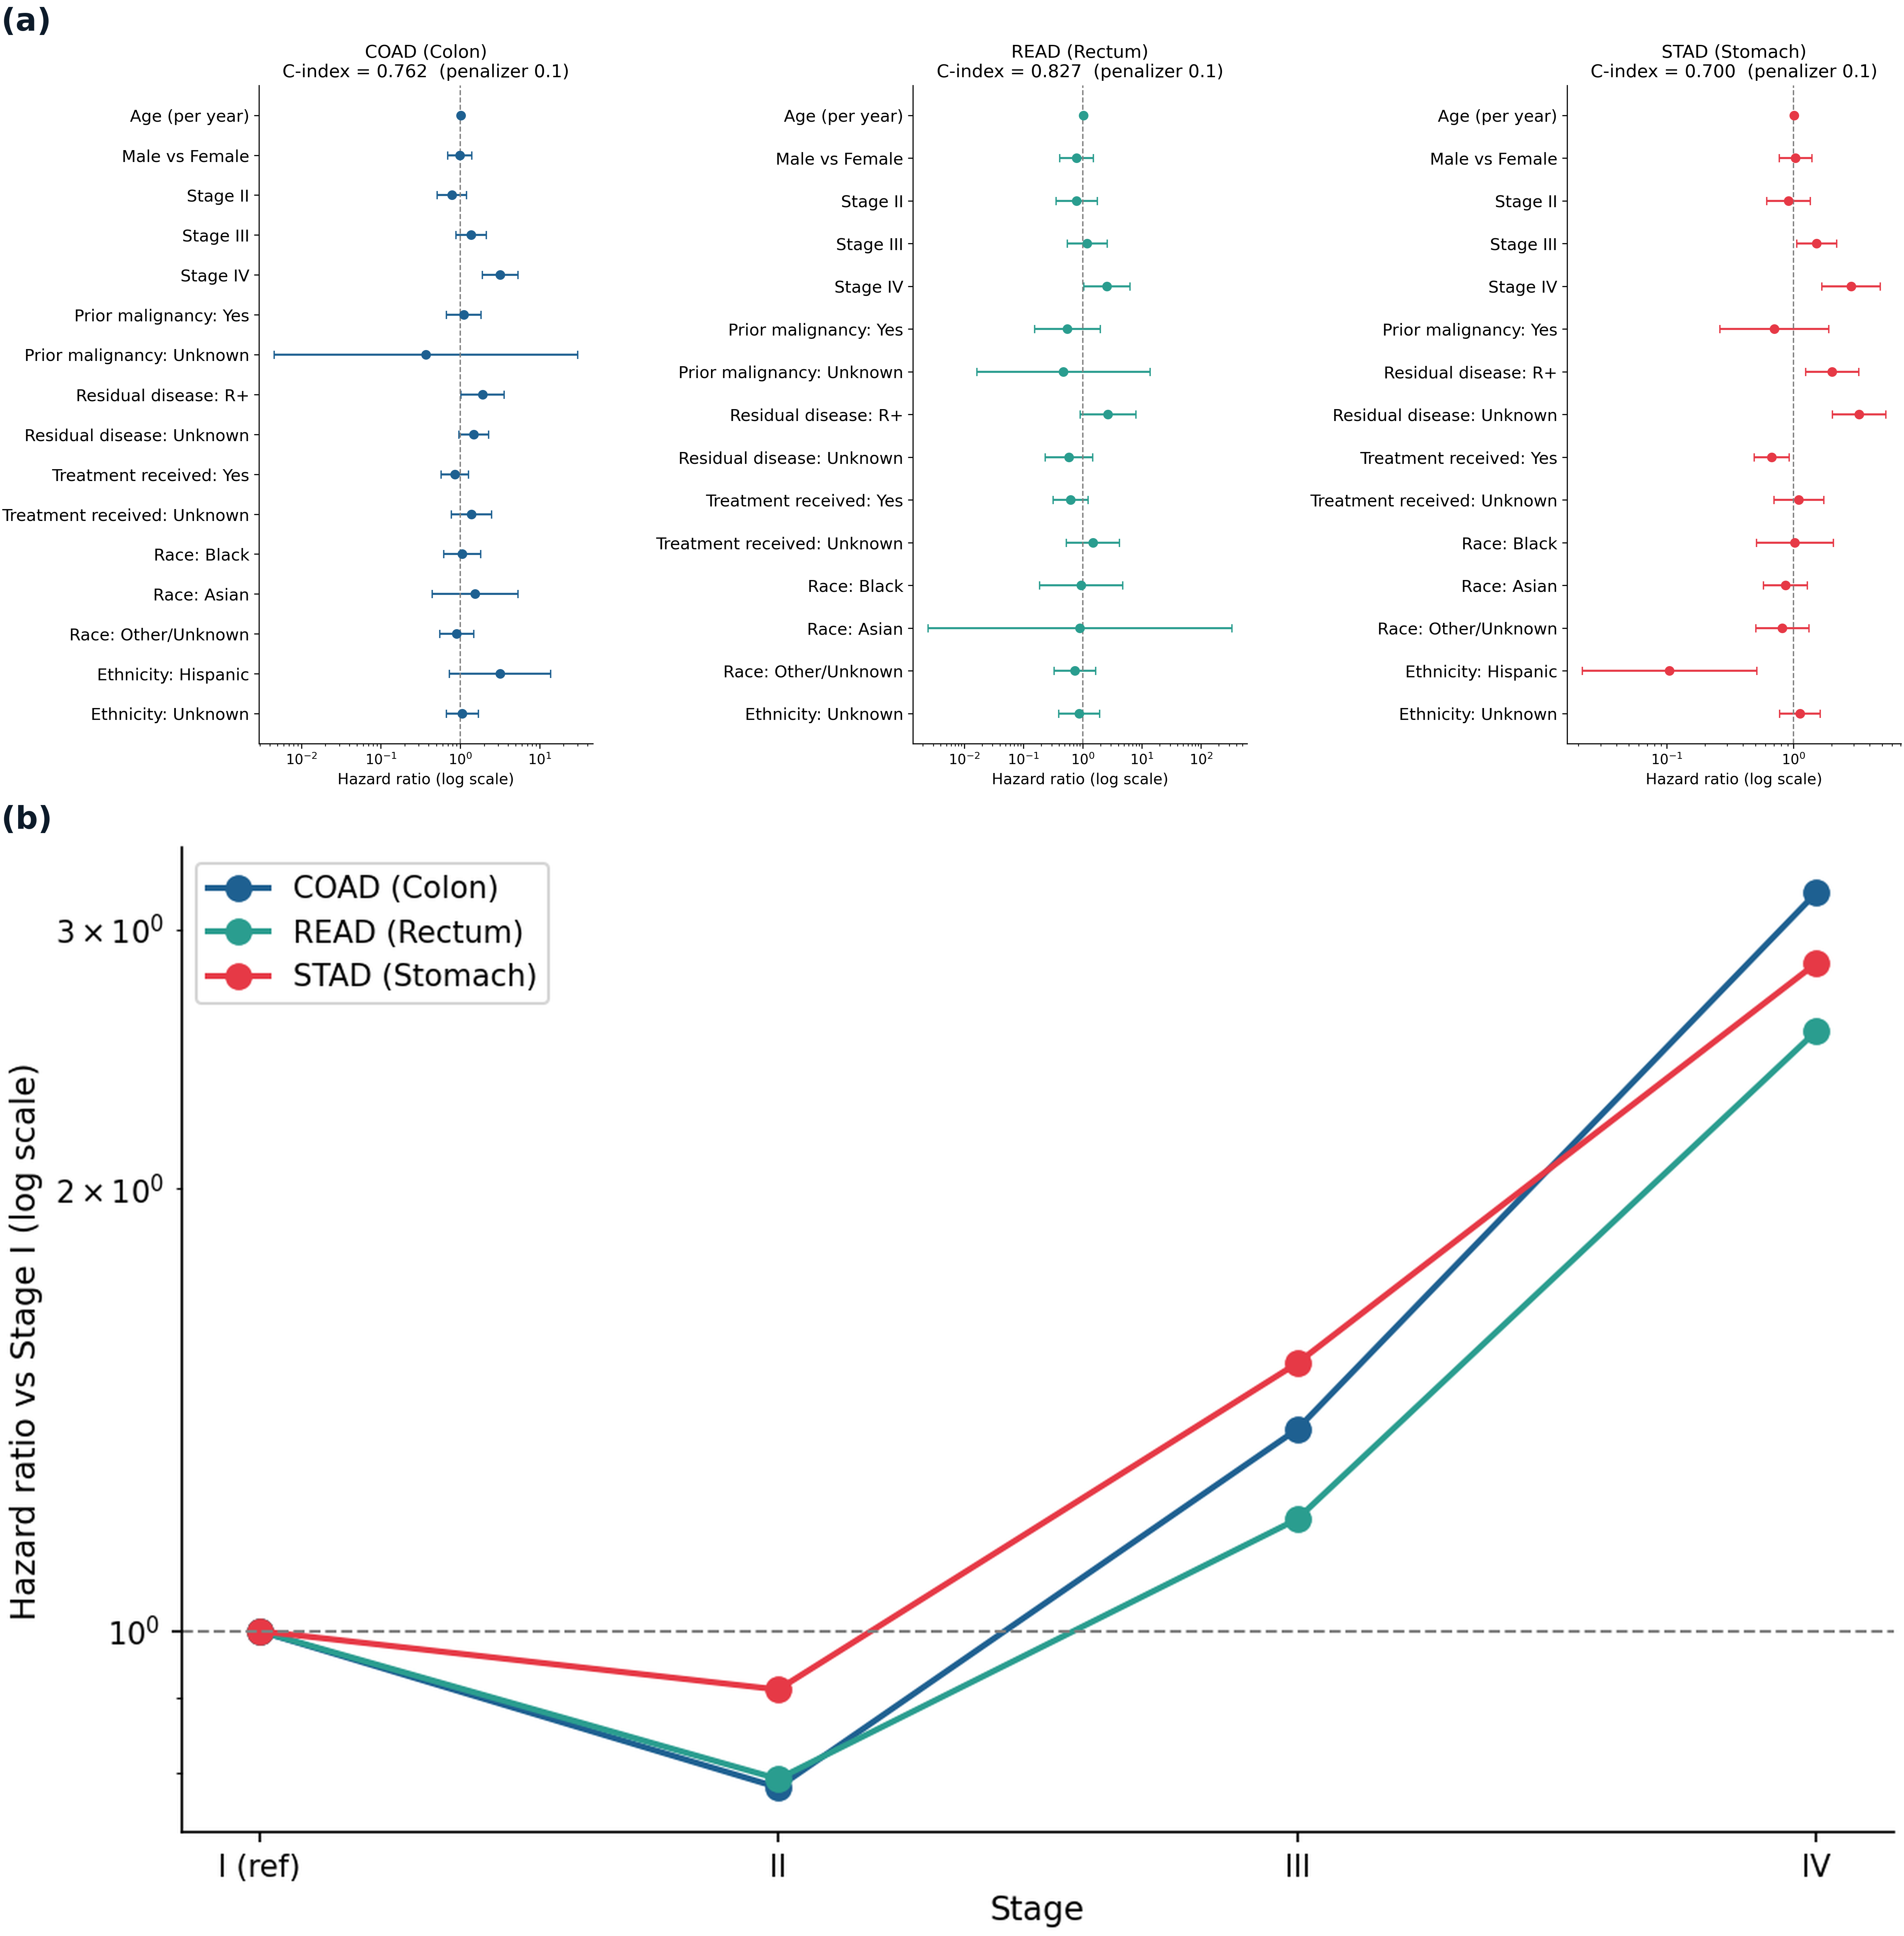 (a)
COAD (Colon)
C-index = 0.762  (penalizer 0.1)
Age (per year)
Male vs Female
Stage II
Stage III
Stage IV
Prior malignancy: Yes
Prior malignancy: Unknown
Residual disease: R+
Residual disease: Unknown
Treatment received: Yes
Treatment received: Unknown
Race: Black
Race: Asian
Race: Other/Unknown
Ethnicity: Hispanic
Ethnicity: Unknown
10⁻² 10⁻¹ 10⁰ 10¹
Hazard ratio (log scale)
READ (Rectum)
C-index = 0.827  (penalizer 0.1)
Age (per year)
Male vs Female
Stage II
Stage III
Stage IV
Prior malignancy: Yes
Prior malignancy: Unknown
Residual disease: R+
Residual disease: Unknown
Treatment received: Yes
Treatment received: Unknown
Race: Black
Race: Asian
Race: Other/Unknown
Ethnicity: Unknown
10⁻² 10⁻¹ 10⁰ 10¹ 10²
Hazard ratio (log scale)
STAD (Stomach)
C-index = 0.700  (penalizer 0.1)
Age (per year)
Male vs Female
Stage II
Stage III
Stage IV
Prior malignancy: Yes
Residual disease: R+
Residual disease: Unknown
Treatment received: Yes
Treatment received: Unknown
Race: Black
Race: Asian
Race: Other/Unknown
Ethnicity: Hispanic
Ethnicity: Unknown
10⁻¹ 10⁰
Hazard ratio (log scale)
(b)
COAD (Colon)
READ (Rectum)
STAD (Stomach)
3 × 10⁰
2 × 10⁰
10⁰
Hazard ratio vs Stage I (log scale)
I (ref) II III IV
Stage